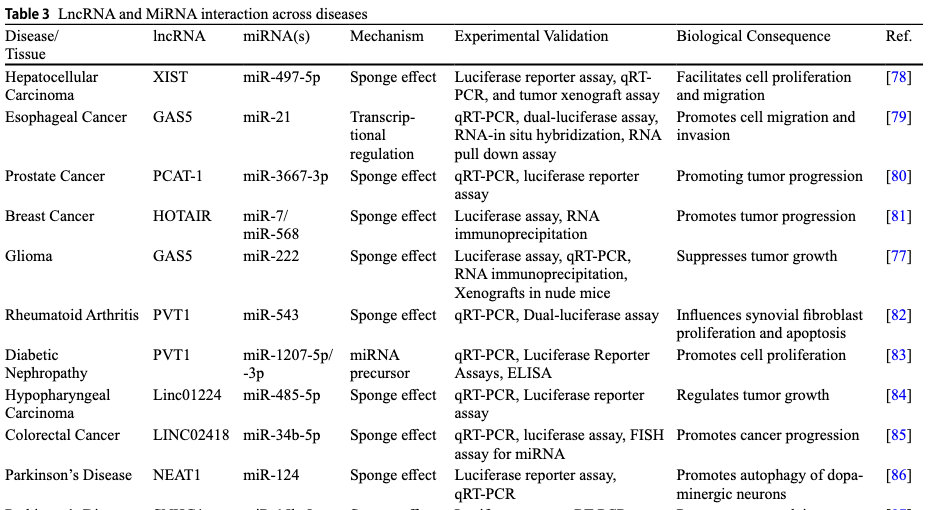 Table 3 LncRNA and MiRNA interaction across diseases
Disease/ lncRNA miRNA(s) Mechanism Experimental Validation Biological Consequence Ref.
Tissue
Hepatocellular XIST miR-497-5p Sponge effect Luciferase reporter assay, qRT- Facilitates cell proliferation [78]
Carcinoma PCR, and tumor xenograft assay and migration
Esophageal Cancer GAS5 miR-21 Transcrip- qRT-PCR, dual-luciferase assay, Promotes cell migration and [79]
tional RNA-in situ hybridization, RNA invasion
regulation pull down assay
Prostate Cancer PCAT-1 miR-3667-3p Sponge effect qRT-PCR, luciferase reporter Promoting tumor progression [80]
assay
Breast Cancer HOTAIR miR-7/ Sponge effect Luciferase assay, RNA Promotes tumor progression [81]
miR-568 immunoprecipitation
Glioma GAS5 miR-222 Sponge effect Luciferase assay, qRT-PCR, Suppresses tumor growth [77]
RNA immunoprecipitation,
Xenografts in nude mice
Rheumatoid Arthritis PVT1 miR-543 Sponge effect qRT-PCR, Dual-luciferase assay Influences synovial fibroblast [82]
proliferation and apoptosis
Diabetic PVT1 miR-1207-5p/ miRNA qRT-PCR, Luciferase Reporter Promotes cell proliferation [83]
Nephropathy -3p precursor Assays, ELISA
Hypopharyngeal Linc01224 miR-485-5p Sponge effect qRT-PCR, Luciferase reporter Regulates tumor growth [84]
Carcinoma assay
Colorectal Cancer LINC02418 miR-34b-5p Sponge effect qRT-PCR, luciferase assay, FISH Promotes cancer progression [85]
assay for miRNA
Parkinson's Disease NEAT1 miR-124 Sponge effect Luciferase reporter assay, Promotes autophagy of dopa- [86]
qRT-PCR minergic neurons